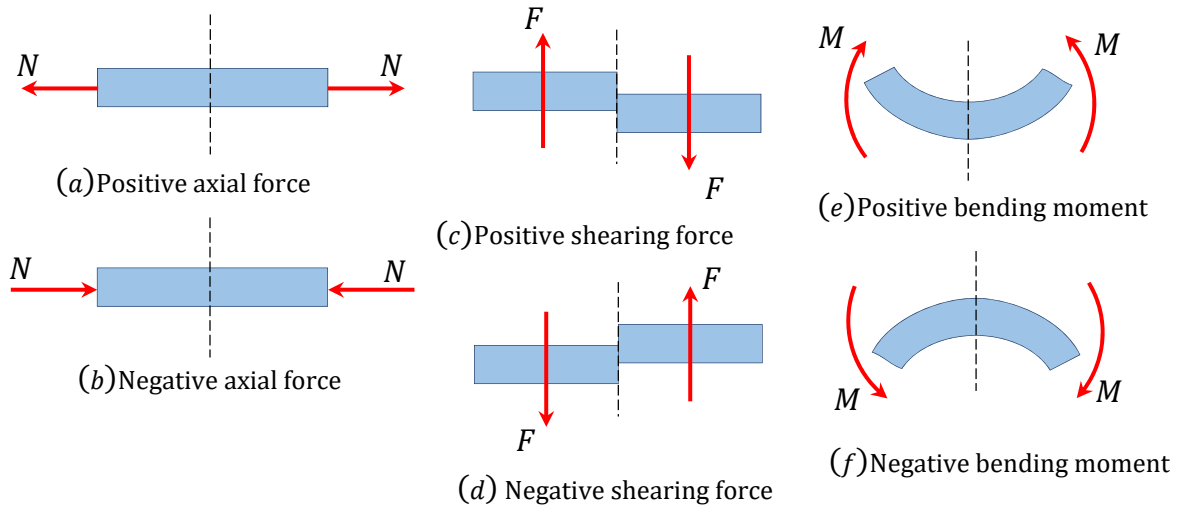 N N
(a)Positive axial force
N N
(b)Negative axial force
F
F
(c)Positive shearing force
F
F
(d) Negative shearing force
M M
(e)Positive bending moment
M M
(f)Negative bending moment